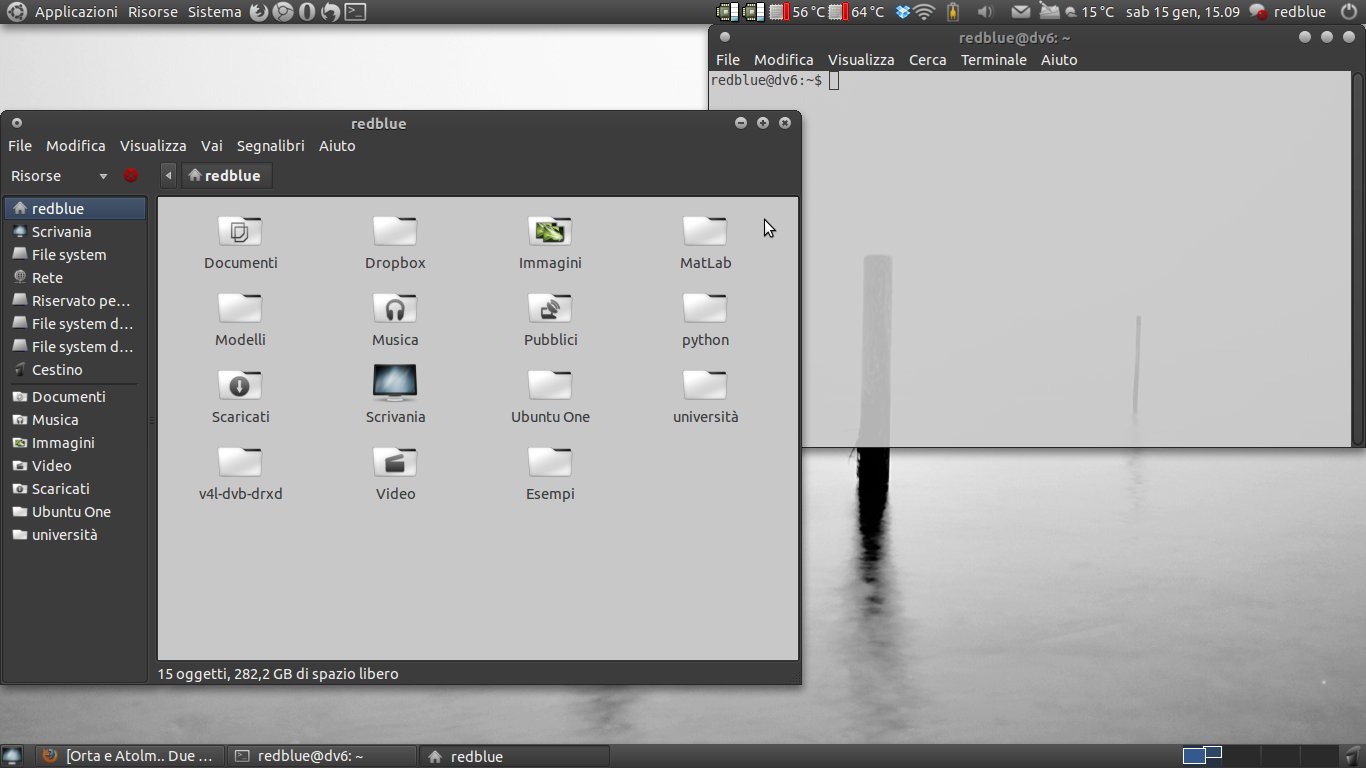 Applicazioni Risorse Sistema 56 °C 64 °C 15 °C sab 15 gen, 15.09 redblue
redblue@dv6: ~
File Modifica Visualizza Cerca Terminale Aiuto
redblue@dv6:~$
redblue
File Modifica Visualizza Vai Segnalibri Aiuto
Risorse redblue
redblue
Scrivania
File system
Rete
Riservato pe...
File system d...
File system d...
Cestino
Documenti
Musica
Immagini
Video
Scaricati
Ubuntu One
università
Documenti Dropbox Immagini MatLab
Modelli Musica Pubblici python
Scaricati Scrivania Ubuntu One università
v4l-dvb-drxd Video Esempi
15 oggetti, 282,2 GB di spazio libero
[Orta e Atolm.. Due ... redblue@dv6: ~ redblue